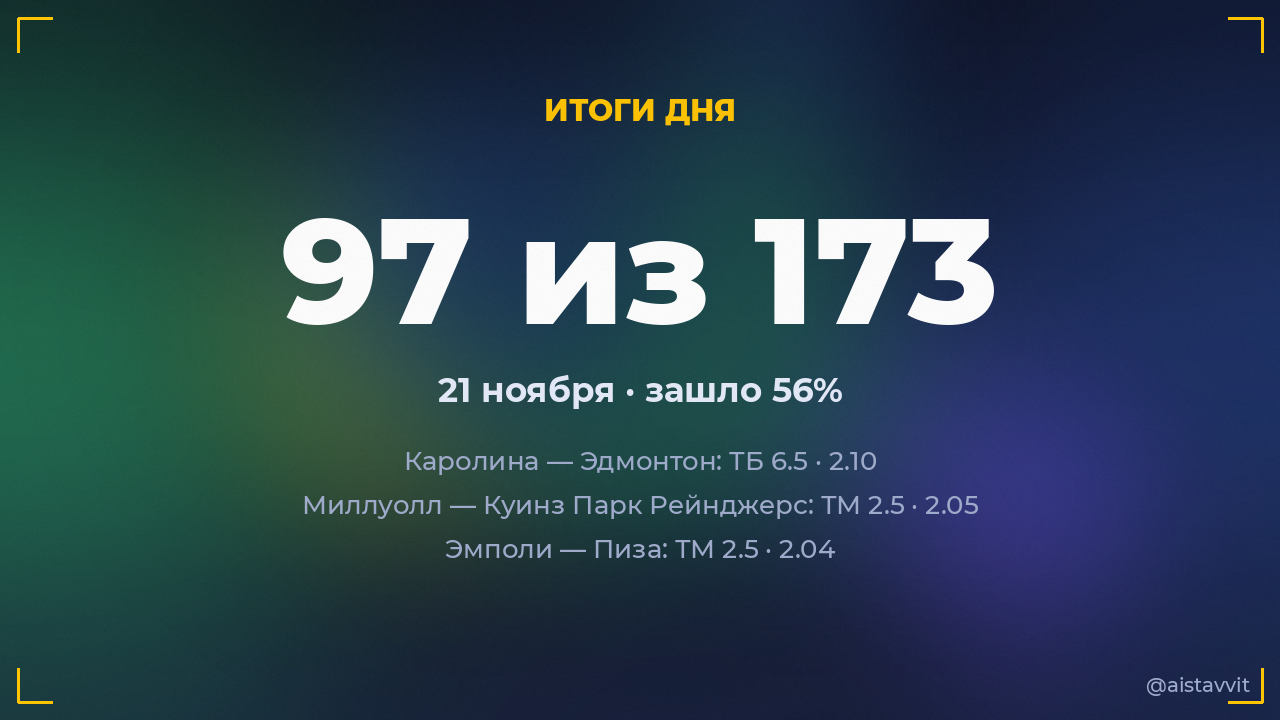 ИТОГИ ДНЯ
97 из 173
21 ноября · зашло 56%
Каролина — Эдмонтон: ТБ 6.5 · 2.10
Миллуолл — Куинз Парк Рейнджерс: ТМ 2.5 · 2.05
Эмполи — Пиза: ТМ 2.5 · 2.04
@aistavvit